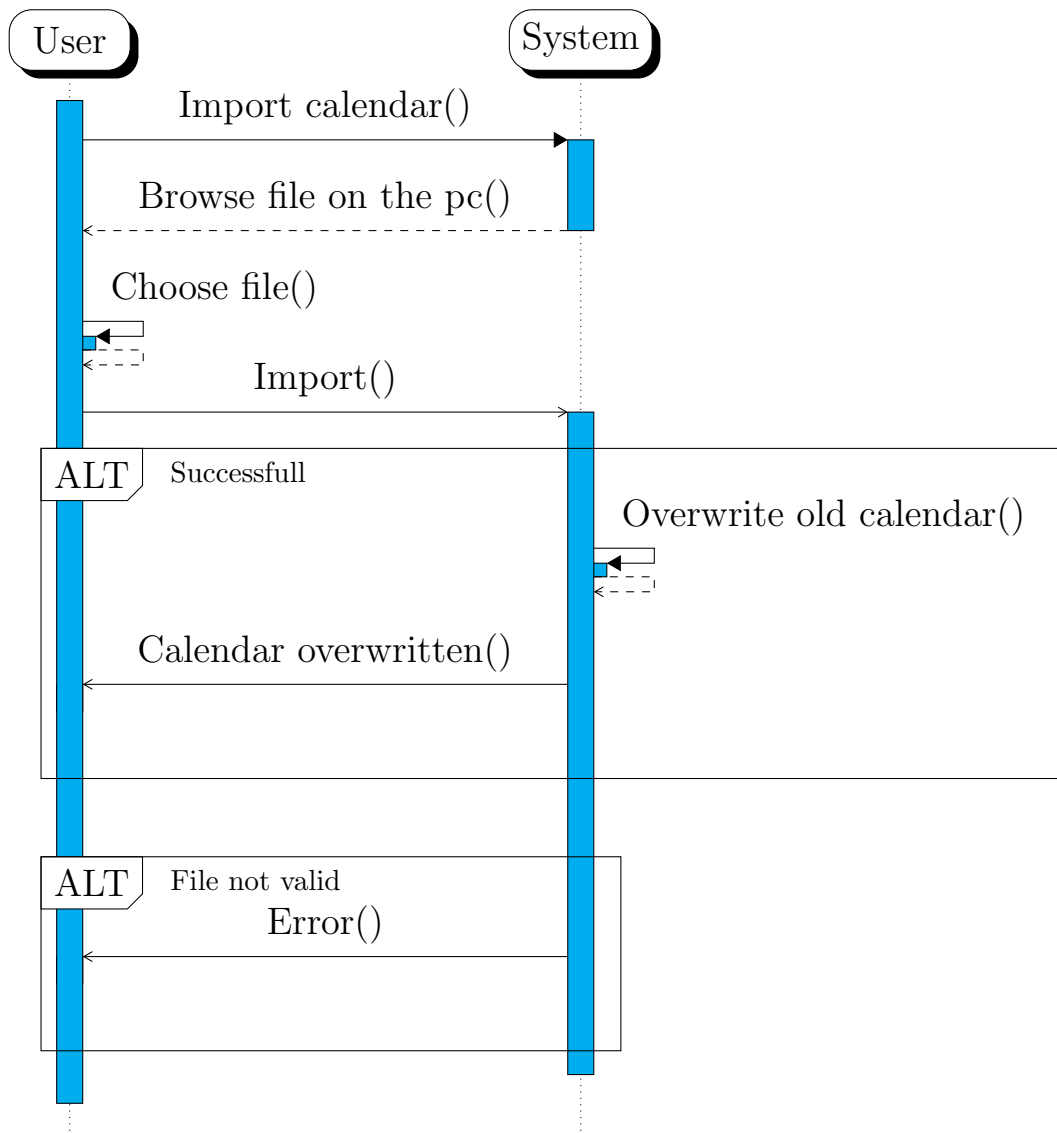 User
System
Import calendar()
Browse file on the pc()
Choose file()
Import()
ALT
Successfull
Overwrite old calendar()
Calendar overwritten()
ALT
File not valid
Error()